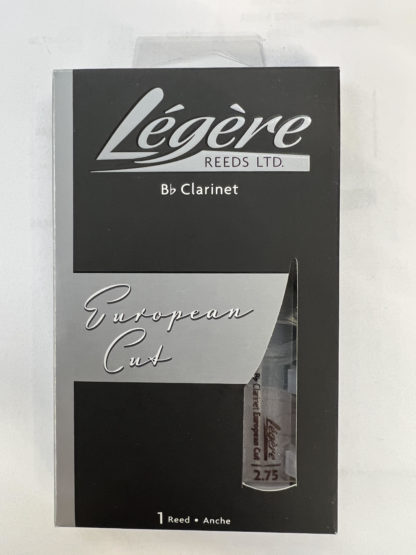 Légère
REEDS LTD.
B♭ Clarinet
European
Cut
B♭ Clarinet European Cut
Légère
2.75
1 Reed • Anche